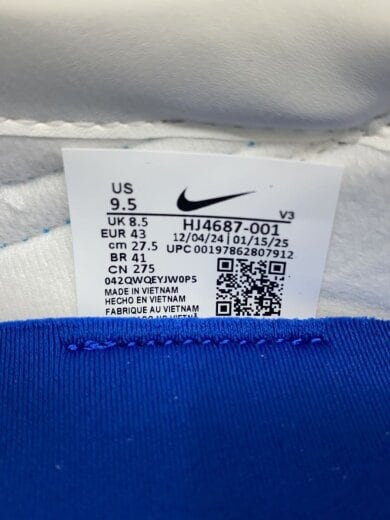 US
9.5
V3
UK 8.5
HJ4687-001
EUR 43
12/04/24 | 01/15/25
cm 27.5
UPC 00197862807912
BR 41
CN 275
042QWQEYJW0P5
MADE IN VIETNAM
HECHO EN VIETNAM
FABRIQUE AU VIETNAM